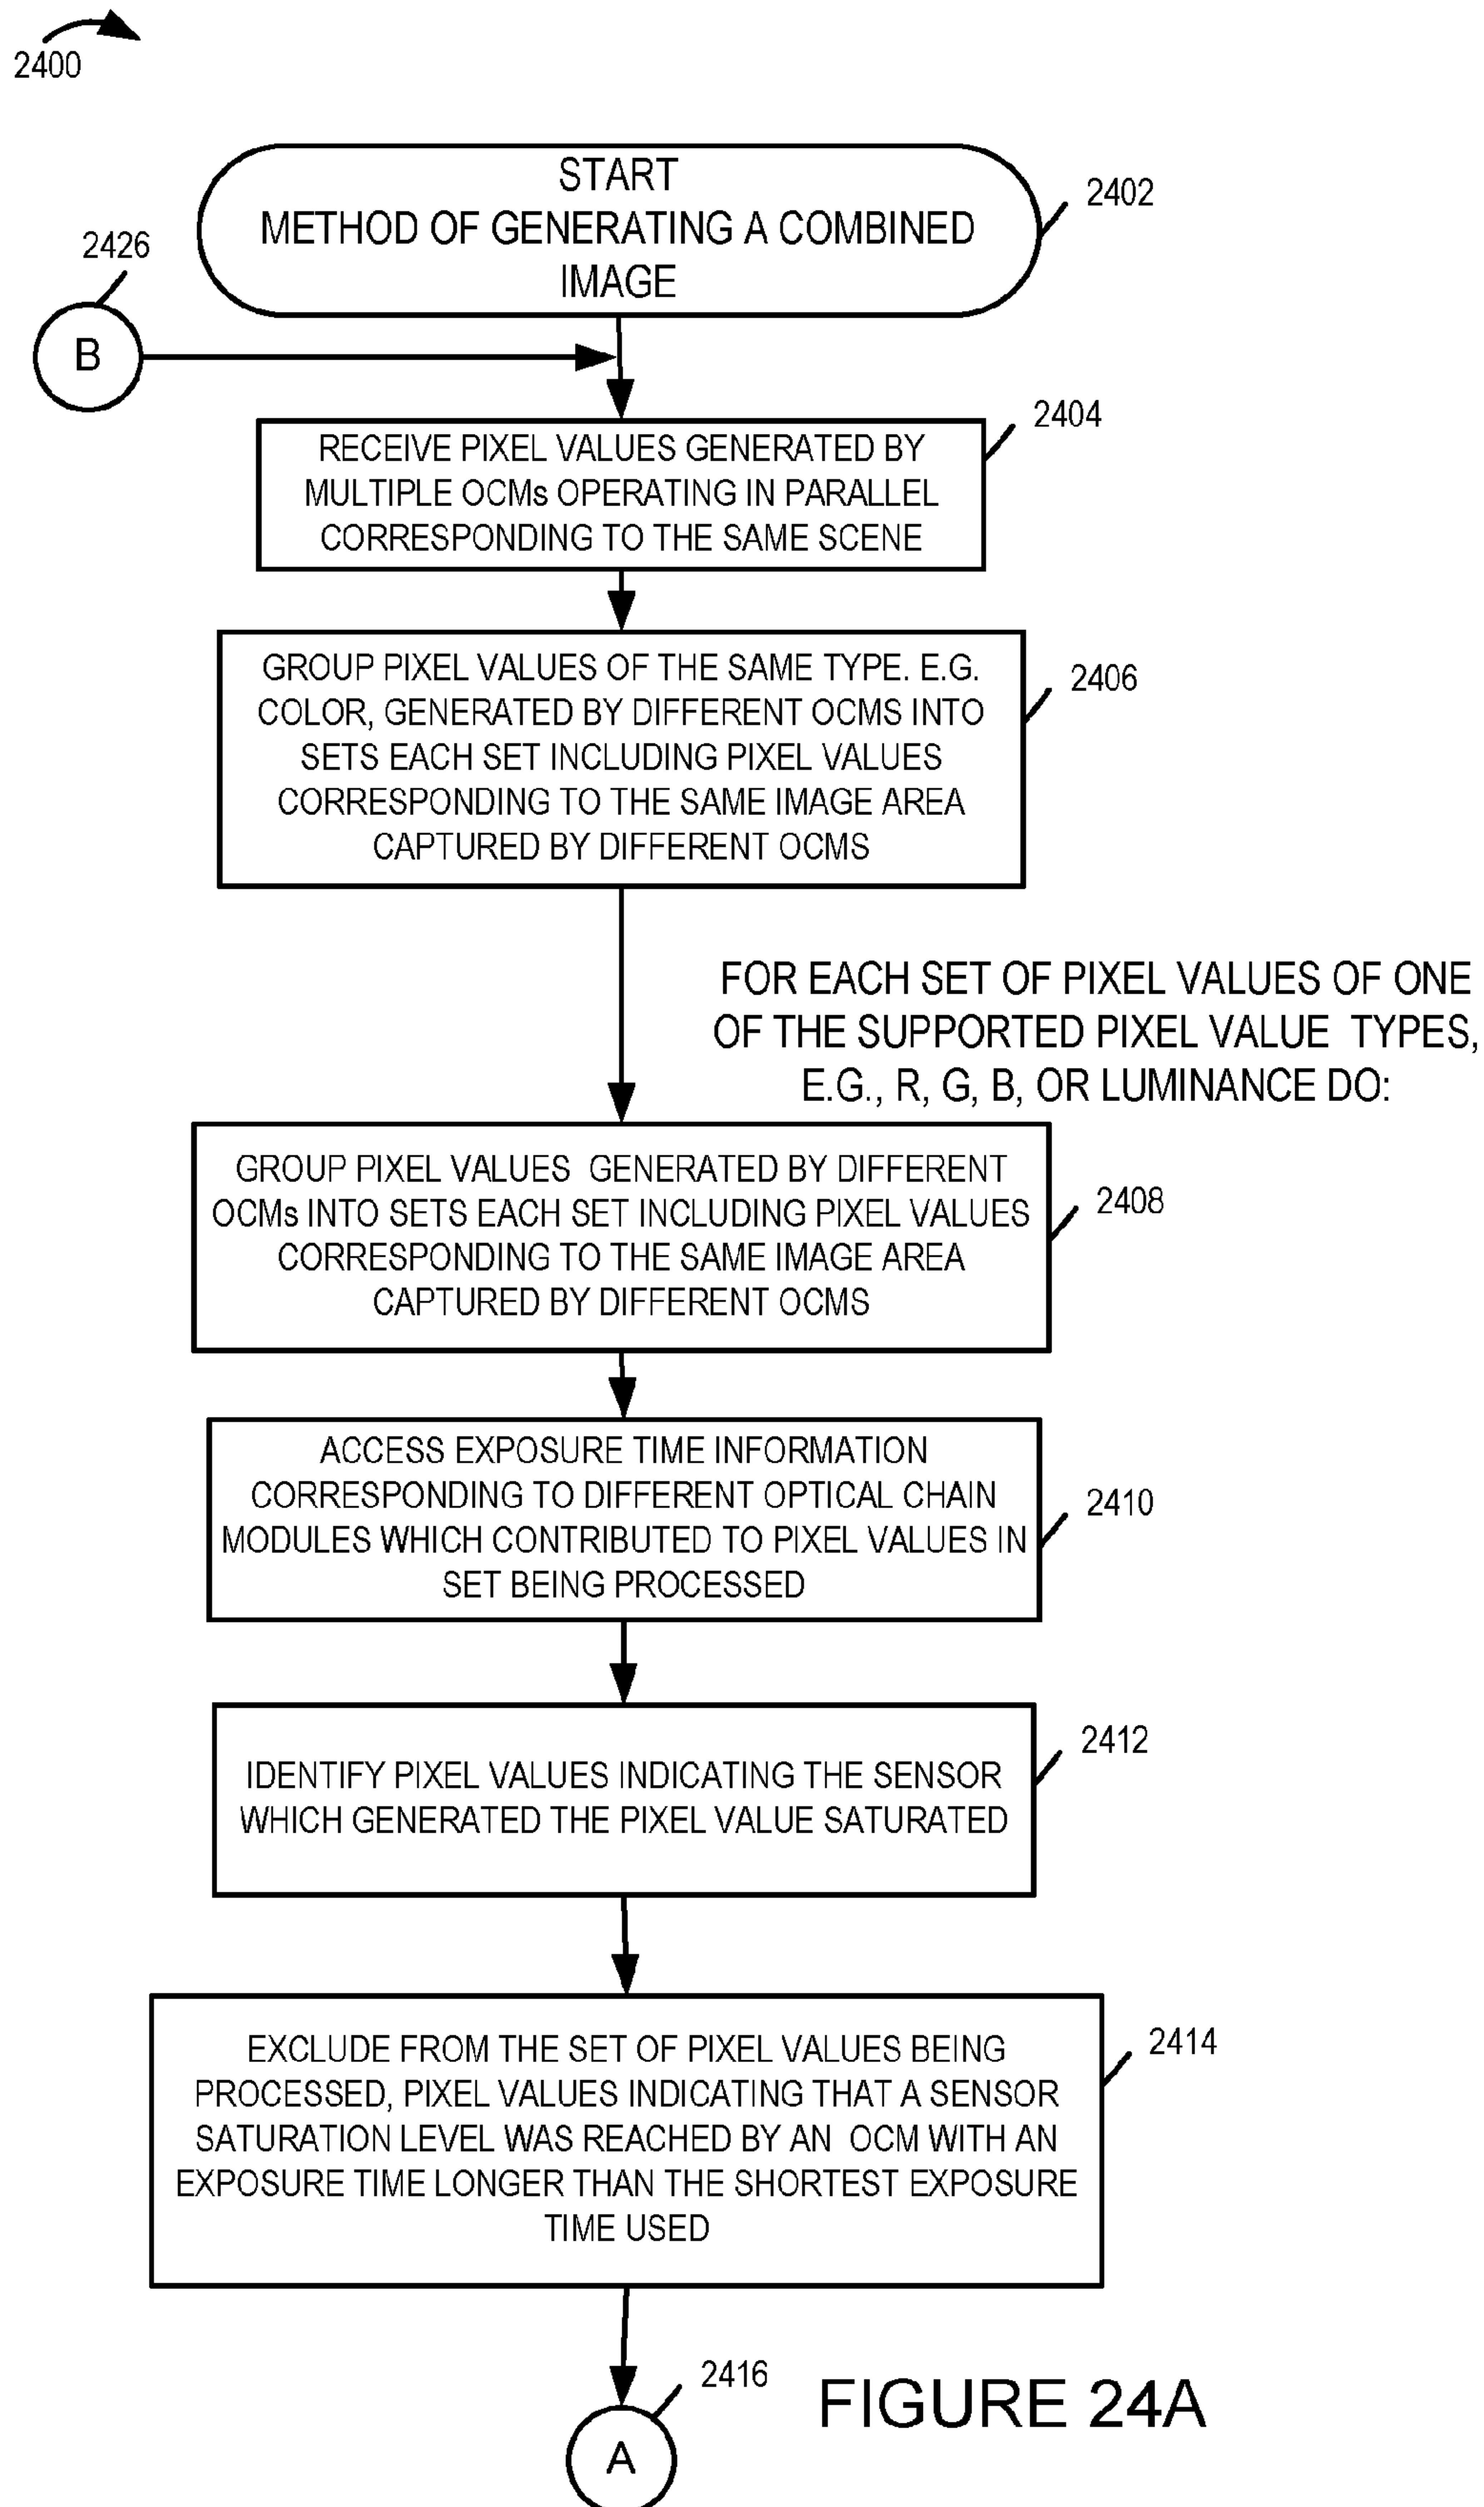 2400
START
METHOD OF GENERATING A COMBINED
IMAGE
2402
2426
B
2404
RECEIVE PIXEL VALUES GENERATED BY
MULTIPLE OCMs OPERATING IN PARALLEL
CORRESPONDING TO THE SAME SCENE
2406
GROUP PIXEL VALUES OF THE SAME TYPE. E.G.
COLOR, GENERATED BY DIFFERENT OCMS INTO
SETS EACH SET INCLUDING PIXEL VALUES
CORRESPONDING TO THE SAME IMAGE AREA
CAPTURED BY DIFFERENT OCMS
FOR EACH SET OF PIXEL VALUES OF ONE
OF THE SUPPORTED PIXEL VALUE TYPES,
E.G., R, G, B, OR LUMINANCE DO:
GROUP PIXEL VALUES GENERATED BY DIFFERENT
OCMs INTO SETS EACH SET INCLUDING PIXEL VALUES
CORRESPONDING TO THE SAME IMAGE AREA
CAPTURED BY DIFFERENT OCMS
2408
ACCESS EXPOSURE TIME INFORMATION
CORRESPONDING TO DIFFERENT OPTICAL CHAIN
MODULES WHICH CONTRIBUTED TO PIXEL VALUES IN
SET BEING PROCESSED
2410
IDENTIFY PIXEL VALUES INDICATING THE SENSOR
WHICH GENERATED THE PIXEL VALUE SATURATED
2412
EXCLUDE FROM THE SET OF PIXEL VALUES BEING
PROCESSED, PIXEL VALUES INDICATING THAT A SENSOR
SATURATION LEVEL WAS REACHED BY AN OCM WITH AN
EXPOSURE TIME LONGER THAN THE SHORTEST EXPOSURE
TIME USED
2414
2416
A
FIGURE 24A